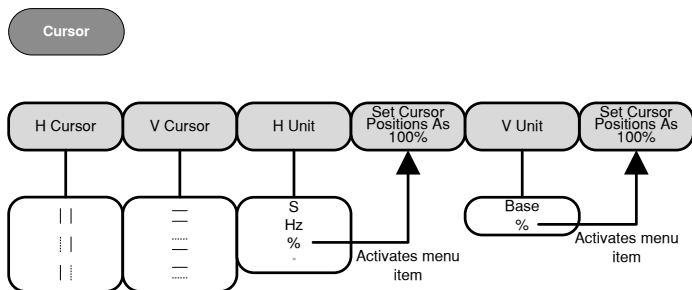 Cursor
H Cursor
V Cursor
H Unit
Set Cursor
Positions As
100%
V Unit
Set Cursor
Positions As
100%
S
Hz
%
°
Base
%
Activates menu
item
Activates menu
item